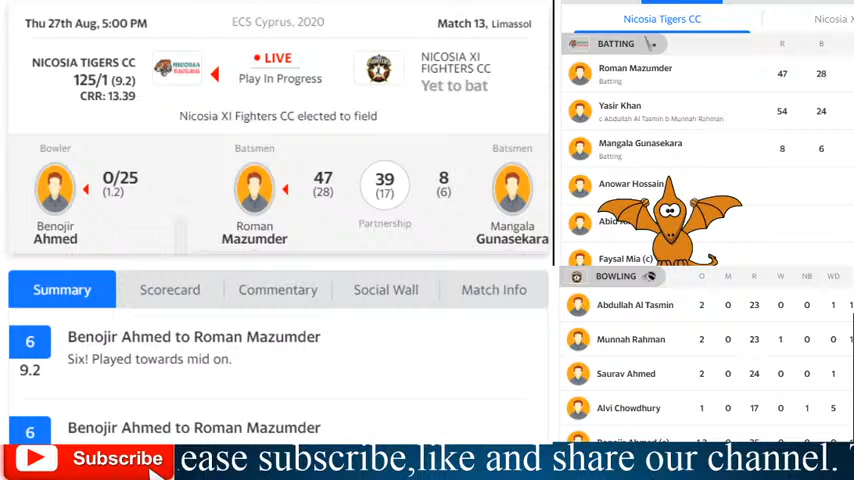 Thu 27th Aug, 5:00 PM
ECS Cyprus, 2020
Match 13, Limassol
NICOSIA TIGERS CC
125/1 (9.2)
CRR: 13.39
LIVE
Play In Progress
NICOSIA XI
FIGHTERS CC
Yet to bat
Nicosia XI Fighters CC elected to field
Bowler
0/25
(1.2)
Benojir
Ahmed
Batsmen
47
(28)
Roman
Mazumder
39
(17)
Partnership
8
(6)
Batsmen
Mangala
Gunasekara
Summary
Scorecard
Commentary
Social Wall
Match Info
6
9.2
Benojir Ahmed to Roman Mazumder
Six! Played towards mid on.
6
Benojir Ahmed to Roman Mazumder
Nicosia Tigers CC
Nicosia X
BATTING R B
Roman Mazumder 47 28
Batting
Yasir Khan 54 24
c Abdullah Al Tasmin b Munnah Rahman
Mangala Gunasekara 8 6
Batting
Anowar Hossain
Abid
Faysal Mia (c)
BOWLING O M R W NB WD
Abdullah Al Tasmin 2 0 23 0 0 1
Munnah Rahman 2 0 23 1 0 0
Saurav Ahmed 2 0 24 0 0 1
Alvi Chowdhury 1 0 17 0 1 5
Subscribe
ease subscribe,like and share our channel.